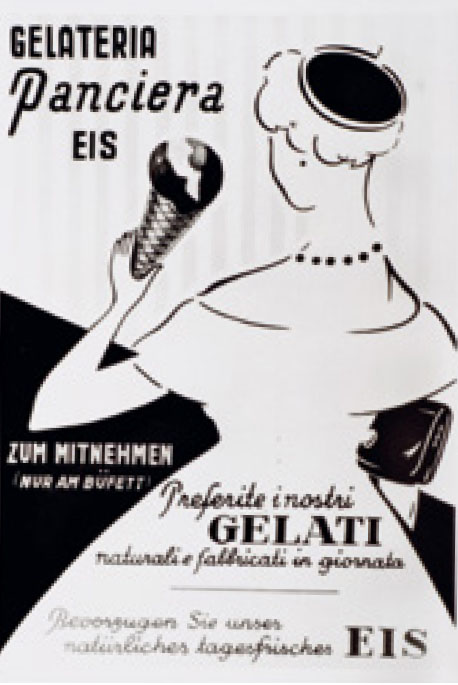 GELATERIA
Panciera
EIS
ZUM MITNEHMEN
(NUR AM BÜFETT)
Preferite i nostri
GELATI
naturali e fabbricati in giornata
Bevorzugen Sie unser
natürliches tagesfrisches EIS